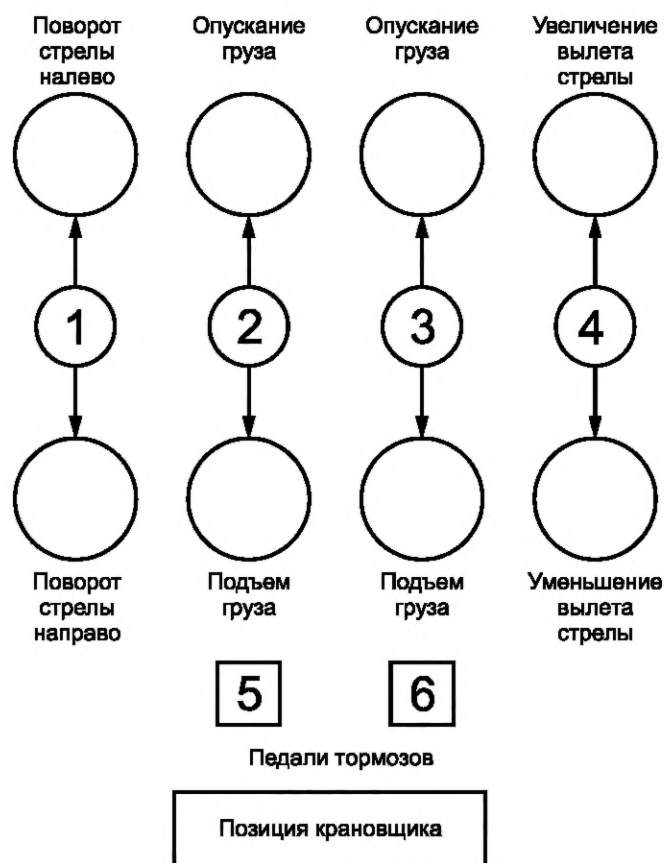 Поворот
стрелы
налево
Опускание
груза
Опускание
груза
Увеличение
вылета
стрелы
1
2
3
4
Поворот
стрелы
направо
Подъем
груза
Подъем
груза
Уменьшение
вылета
стрелы
5
6
Педали тормозов
Позиция крановщика